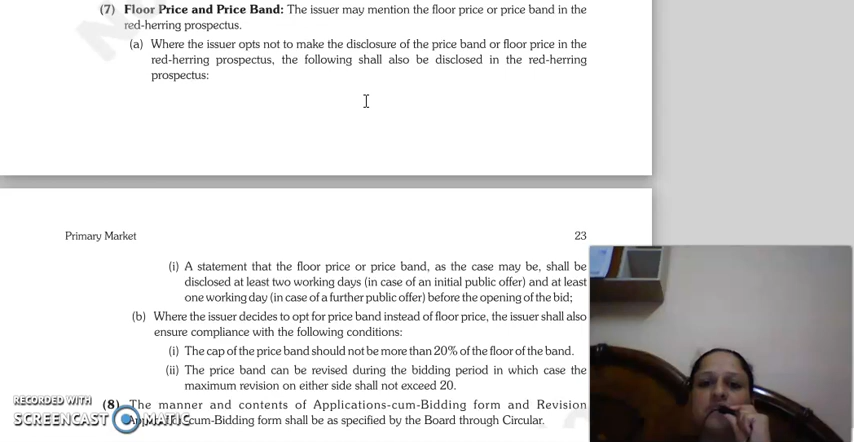 (7) Floor Price and Price Band: The issuer may mention the floor price or price band in the
red-herring prospectus.
(a) Where the issuer opts not to make the disclosure of the price band or floor price in the
red-herring prospectus, the following shall also be disclosed in the red-herring
prospectus:
Primary Market 23
(i) A statement that the floor price or price band, as the case may be, shall be
disclosed at least two working days (in case of an initial public offer) and at least
one working day (in case of a further public offer) before the opening of the bid;
(b) Where the issuer decides to opt for price band instead of floor price, the issuer shall also
ensure compliance with the following conditions:
(i) The cap of the price band should not be more than 20% of the floor of the band.
(ii) The price band can be revised during the bidding period in which case the
maximum revision on either side shall not exceed 20.
(8) The manner and contents of Applications-cum-Bidding form and Revision
cum-Bidding form shall be as specified by the Board through Circular.
RECORDED WITH
SCREENCAST MATIC